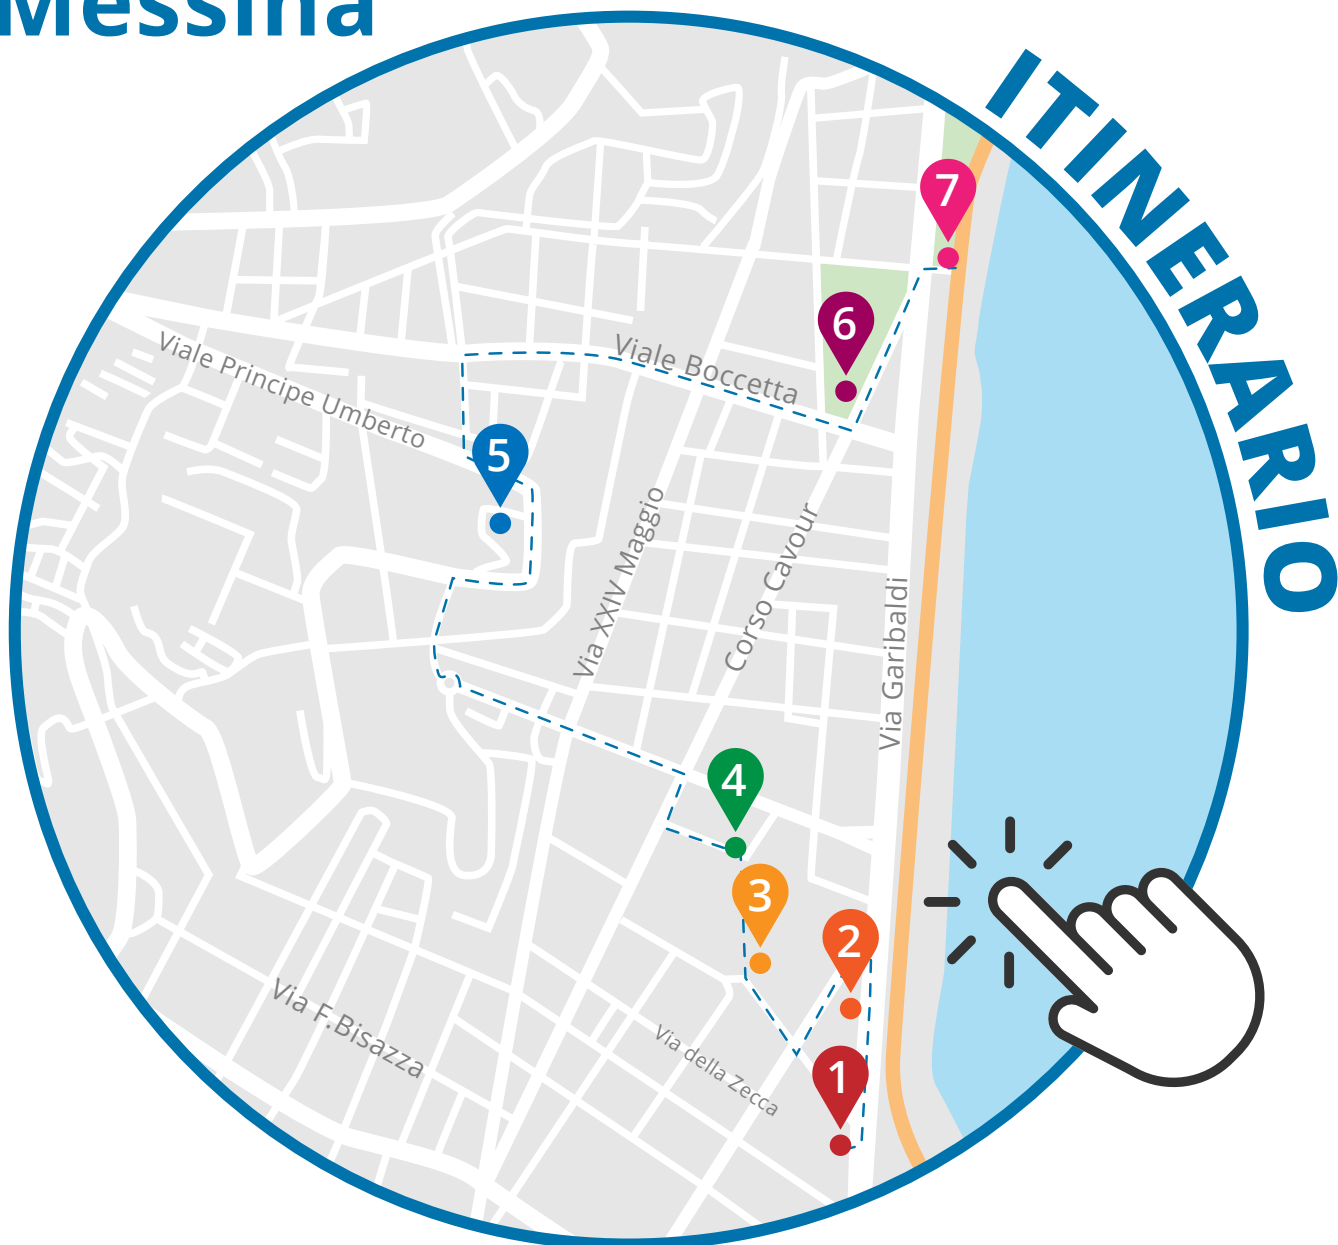 Messina
ITINERARIO
7
6
Viale Boccetta
Viale Principe Umberto
5
Via XXIV Maggio
Corso Cavour
Via Garibaldi
4
3
2
Via F.Bisazza
Via della Zecca
1